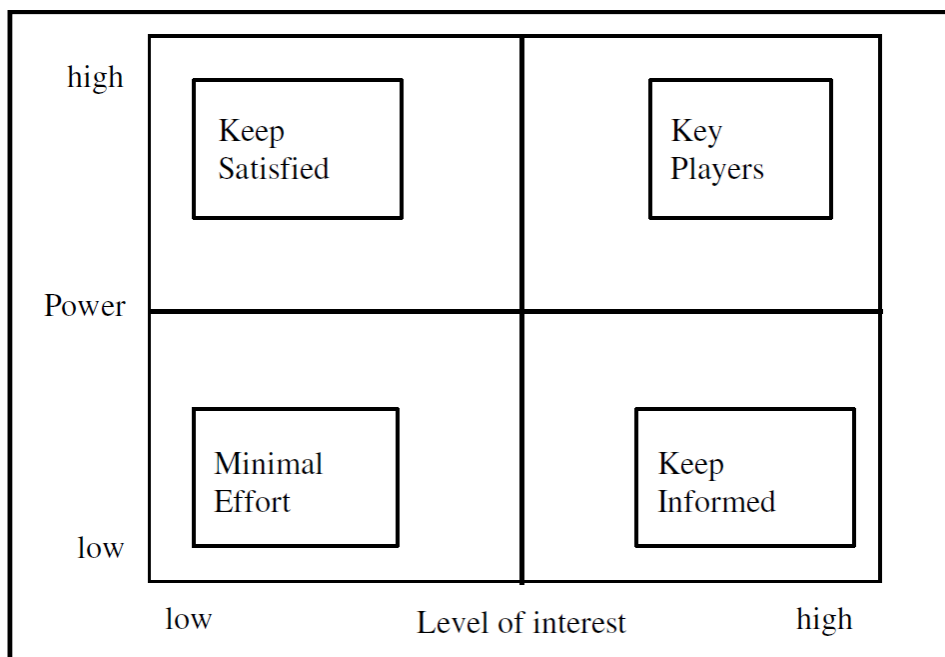 high
Keep
Satisfied
Key
Players
Power
Minimal
Effort
Keep
Informed
low
low
Level of interest
high